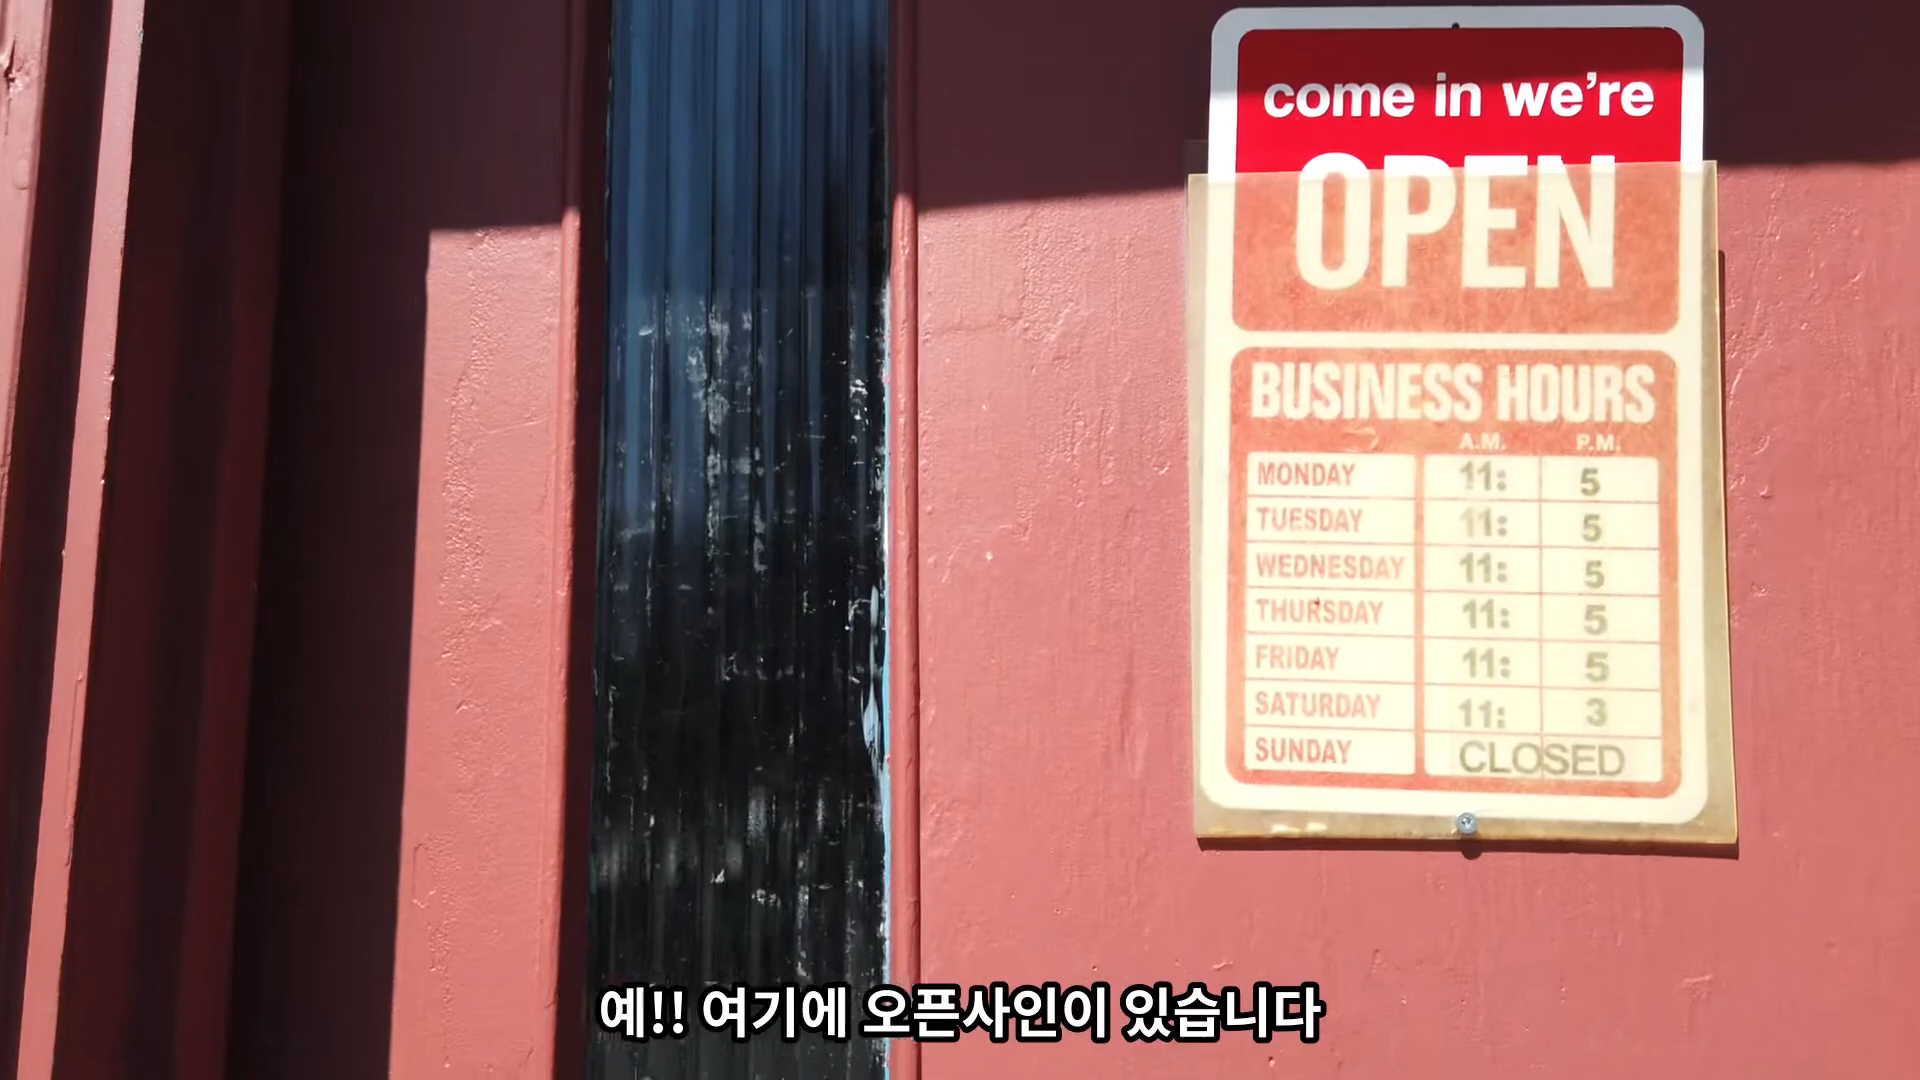 come in we're
OPEN
BUSINESS HOURS
A.M. P.M.
MONDAY 11: 5
TUESDAY 11: 5
WEDNESDAY 11: 5
THURSDAY 11: 5
FRIDAY 11: 5
SATURDAY 11: 3
SUNDAY CLOSED
예!! 여기에 오픈사인이 있습니다